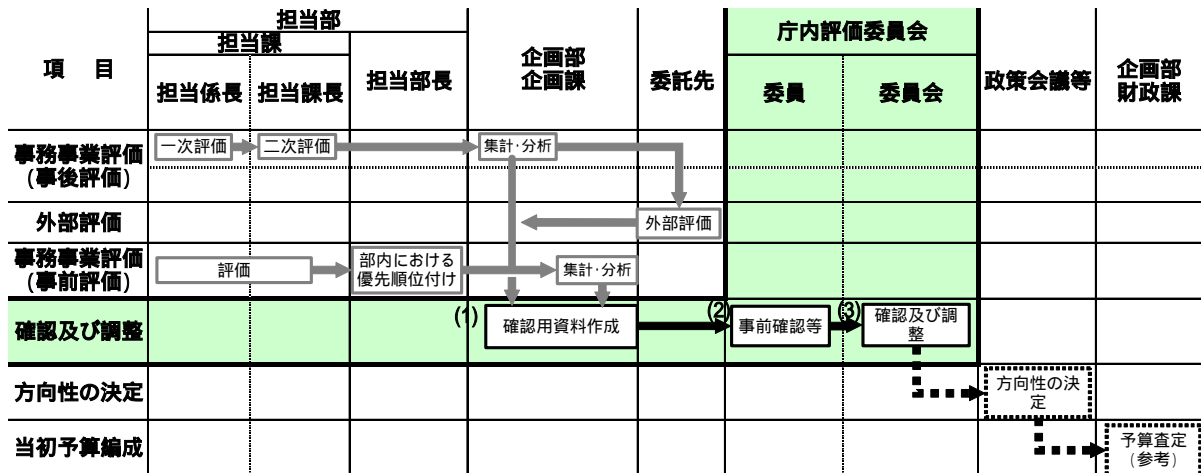 項 目
担当部
担当課
担当係長
担当課長
担当部長
企画部
企画課
委託先
庁内評価委員会
委員
委員会
政策会議等
企画部
財政課
事務事業評価
(事後評価)
一次評価
二次評価
集計･分析
外部評価
外部評価
事務事業評価
(事前評価)
評価
部内における
優先順位付け
集計･分析
確認及び調整
(1)
確認用資料作成
(2)
事前確認等
(3)
確認及び調
整
方向性の決定
方向性の決
定
当初予算編成
予算査定
(参考)